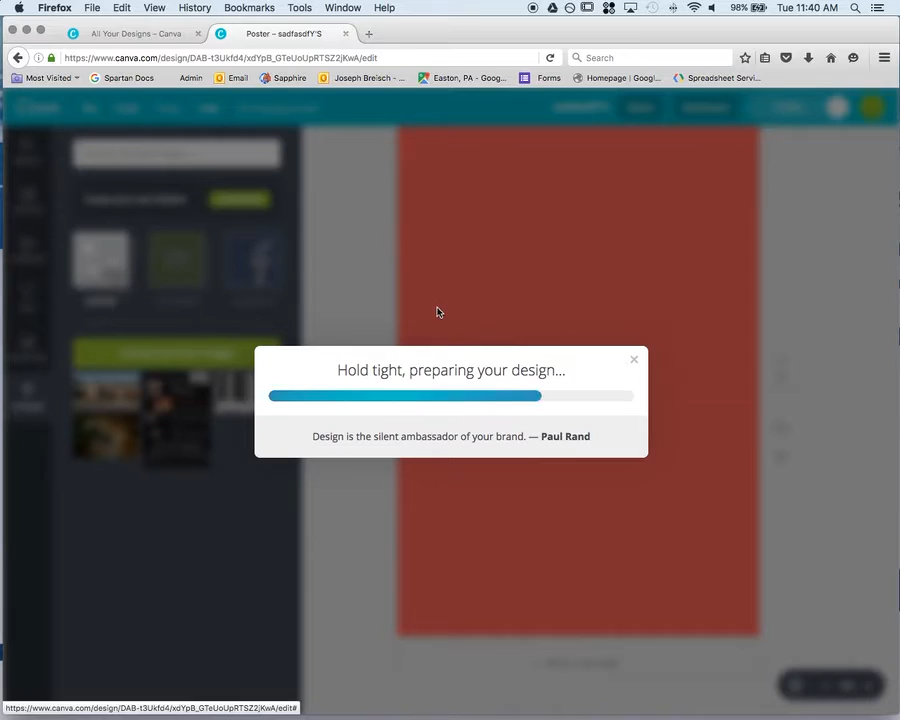 Firefox File Edit View History Bookmarks Tools Window Help 98% Tue 11:40 AM
All Your Designs – Canva Poster – sadfasdfY'S
https://www.canva.com/design/DAB-t3Ukfd4/xdYpB_GTeUoUpRTSZ2jKwA/edit Search
Most Visited Spartan Docs Admin Email Sapphire Joseph Breisch - ... Easton, PA - Goog... Forms Homepage | Googl... Spreadsheet Servi...
Hold tight, preparing your design...
Design is the silent ambassador of your brand. — Paul Rand
https://www.canva.com/design/DAB-t3Ukfd4/xdYpB_GTeUoUpRTSZ2jKwA/edit#